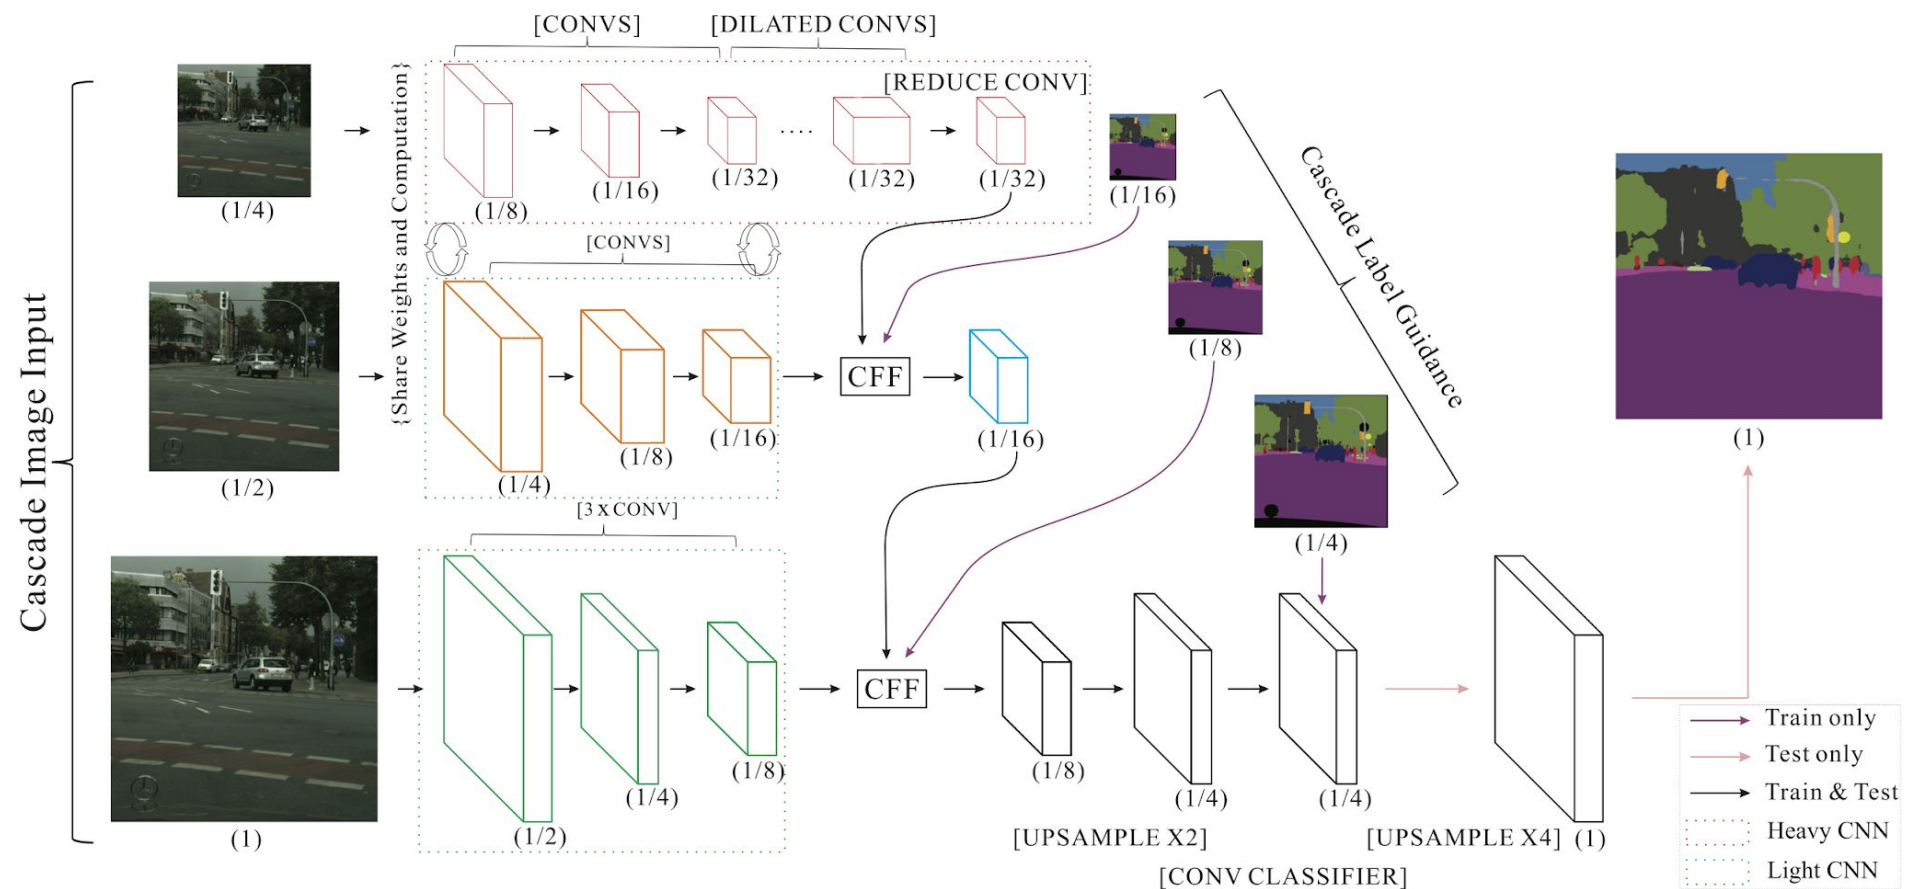 [CONVS]
[DILATED CONVS]
[REDUCE CONV]
(1/4)
{Share Weights and Computation}
(1/8)
(1/16)
(1/32)
(1/32)
(1/32)
(1/16)
Cascade Label Guidance
Cascade Image Input
[CONVS]
(1/2)
(1/4)
(1/8)
(1/16)
CFF
(1/16)
(1/8)
(1)
[3 X CONV]
(1/4)
(1)
(1/2)
(1/4)
(1/8)
CFF
(1/8)
(1/4)
(1/4)
(1)
[UPSAMPLE X2]
[UPSAMPLE X4]
[CONV CLASSIFIER]
Train only
Test only
Train & Test
Heavy CNN
Light CNN